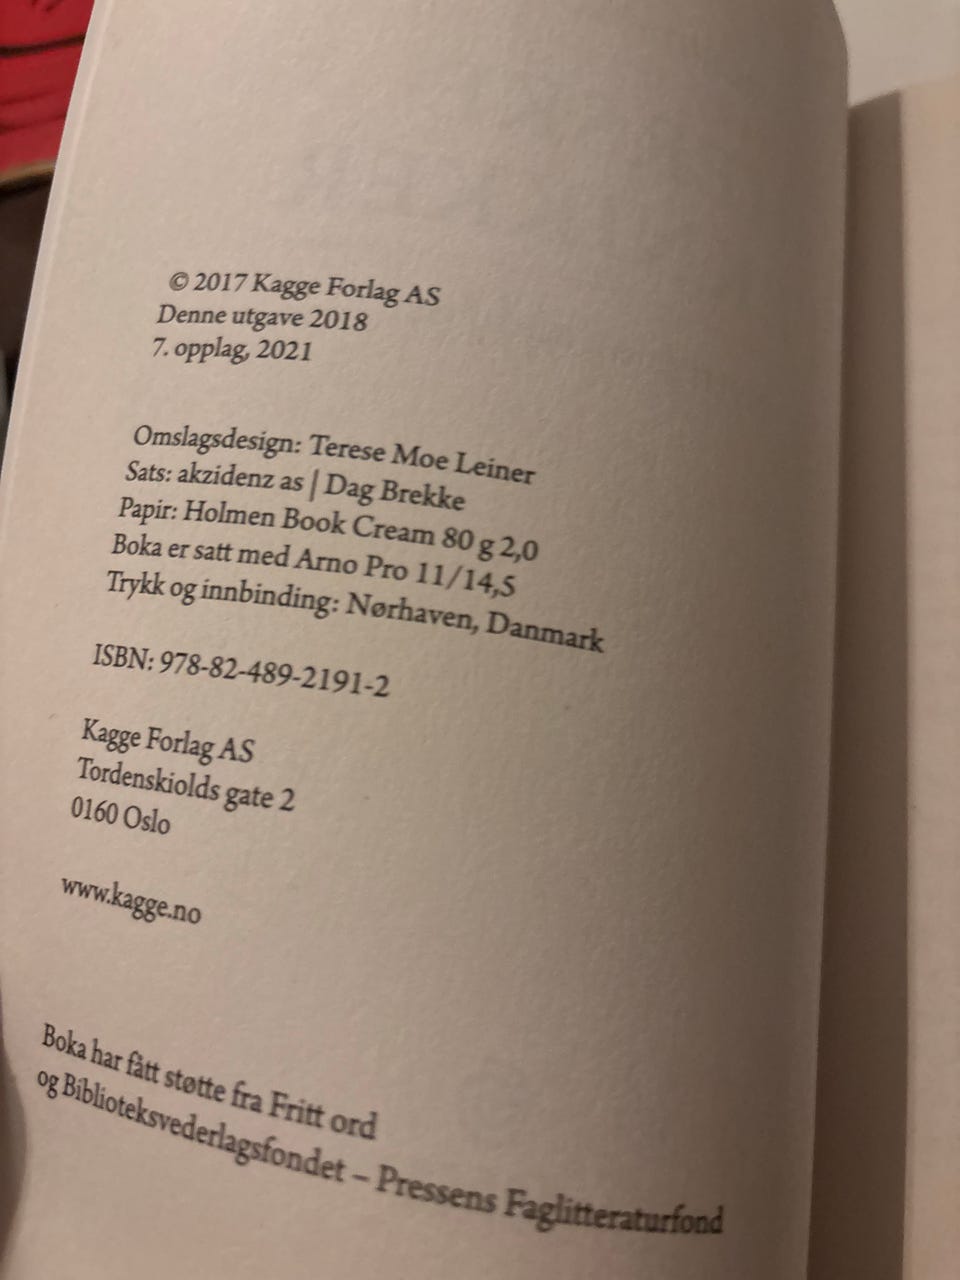 © 2017 Kagge Forlag AS
Denne utgave 2018
7. opplag, 2021
Omslagsdesign: Terese Moe Leiner
Sats: akzidenz as | Dag Brekke
Papir: Holmen Book Cream 80 g 2,0
Boka er satt med Arno Pro 11/14,5
Trykk og innbinding: Nørhaven, Danmark
ISBN: 978-82-489-2191-2
Kagge Forlag AS
Tordenskiolds gate 2
0160 Oslo
www.kagge.no
Boka har fått støtte fra Fritt ord
og Biblioteksvederlagsfondet – Pressens Faglitteraturfond